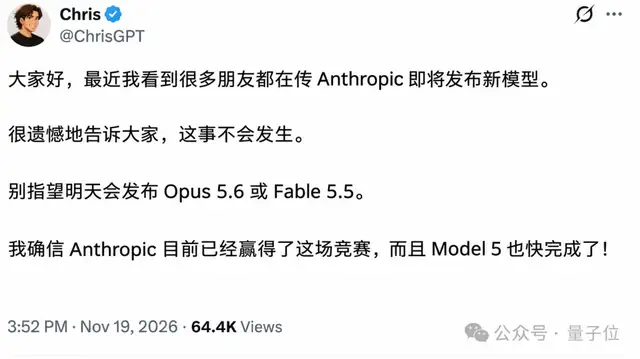 Chris
@ChrisGPT
大家好，最近我看到很多朋友都在传 Anthropic 即将发布新模型。
很遗憾地告诉大家，这事不会发生。
别指望明天会发布 Opus 5.6 或 Fable 5.5。
我确信 Anthropic 目前已经赢得了这场竞赛，而且 Model 5 也快完成了！
3:52 PM · Nov 19, 2026 · 64.4K Views
公众号 · 量子位